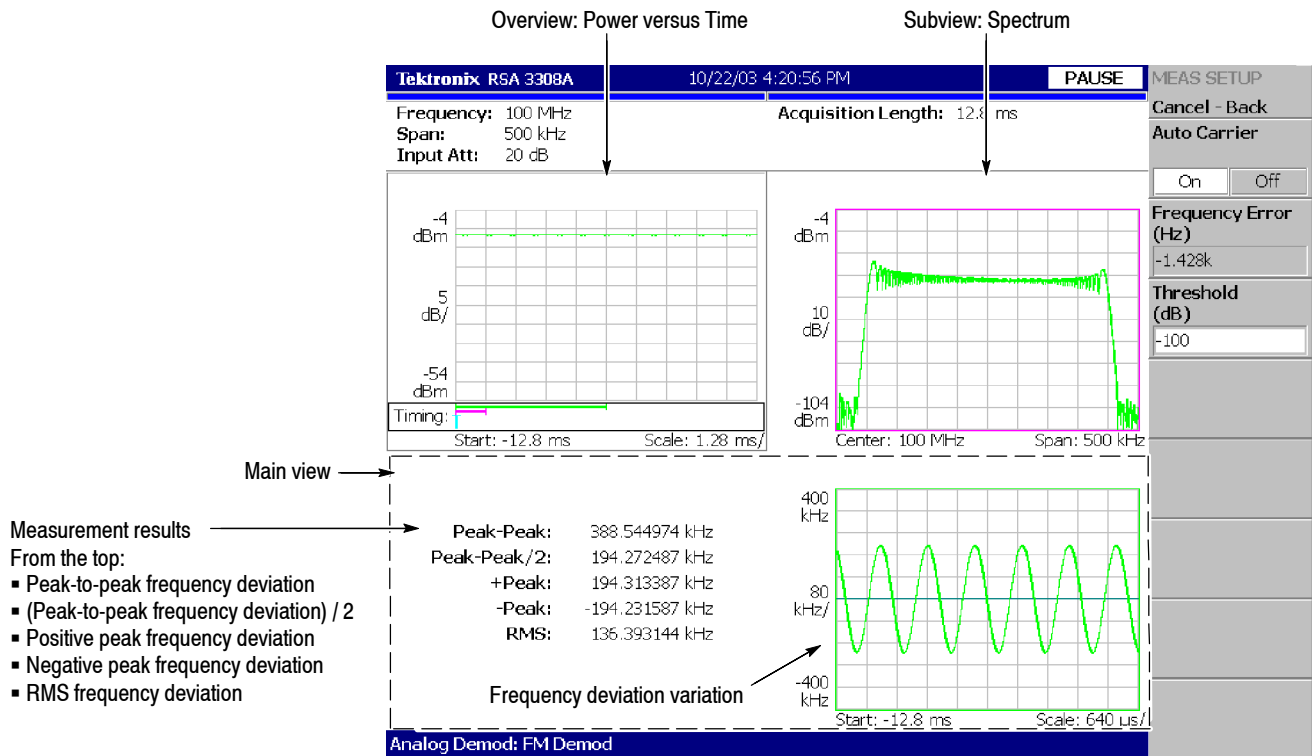 Overview: Power versus Time
Subview: Spectrum
Tektronix RSA 3308A
10/22/03 4:20:56 PM
PAUSE
MEAS SETUP
Cancel - Back
Frequency: 100 MHz
Span: 500 kHz
Input Att: 20 dB
Acquisition Length: 12.8 ms
Auto Carrier
On Off
Frequency Error
(Hz)
-1.428k
Threshold
(dB)
-100
-4
dBm
5
dB/
-54
dBm
Timing:
Start: -12.8 ms
Scale: 1.28 ms/
-4
dBm
10
dB/
-104
dBm
Center: 100 MHz
Span: 500 kHz
Main view
Measurement results
From the top:
▪ Peak-to-peak frequency deviation
▪ (Peak-to-peak frequency deviation) / 2
▪ Positive peak frequency deviation
▪ Negative peak frequency deviation
▪ RMS frequency deviation
Peak-Peak: 388.544974 kHz
Peak-Peak/2: 194.272487 kHz
+Peak: 194.313387 kHz
-Peak: -194.231587 kHz
RMS: 136.393144 kHz
Frequency deviation variation
400
kHz
80
kHz/
-400
kHz
Start: -12.8 ms
Scale: 640 µs/
Analog Demod: FM Demod